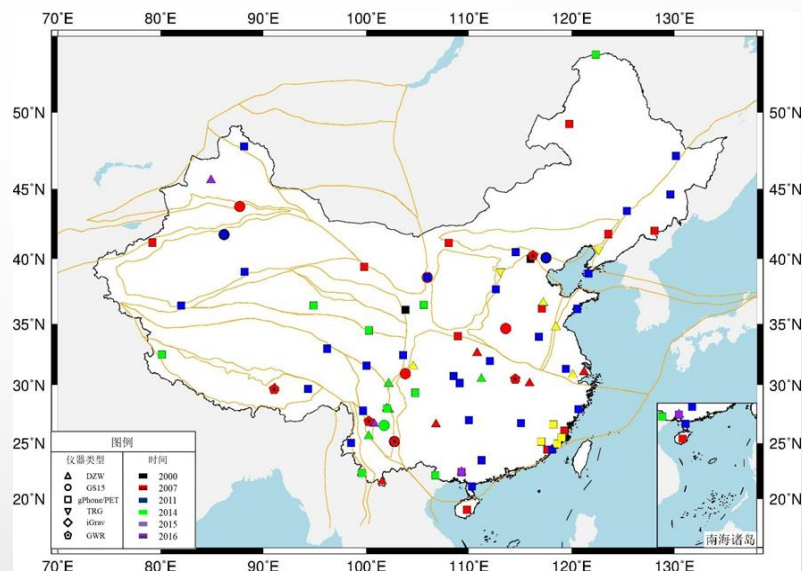 70°E 80°E 90°E 100°E 110°E 120°E 130°E
50°N 50°N
45°N 45°N
40°N 40°N
35°N 35°N
30°N 30°N
25°N 25°N
20°N 20°N
图例
仪器类型 时间
DZW 2000
GS15 2007
gPhone/PET 2011
TRG 2014
iGrav 2015
GWR 2016
南海诸岛
70°E 80°E 90°E 100°E 110°E 120°E 130°E